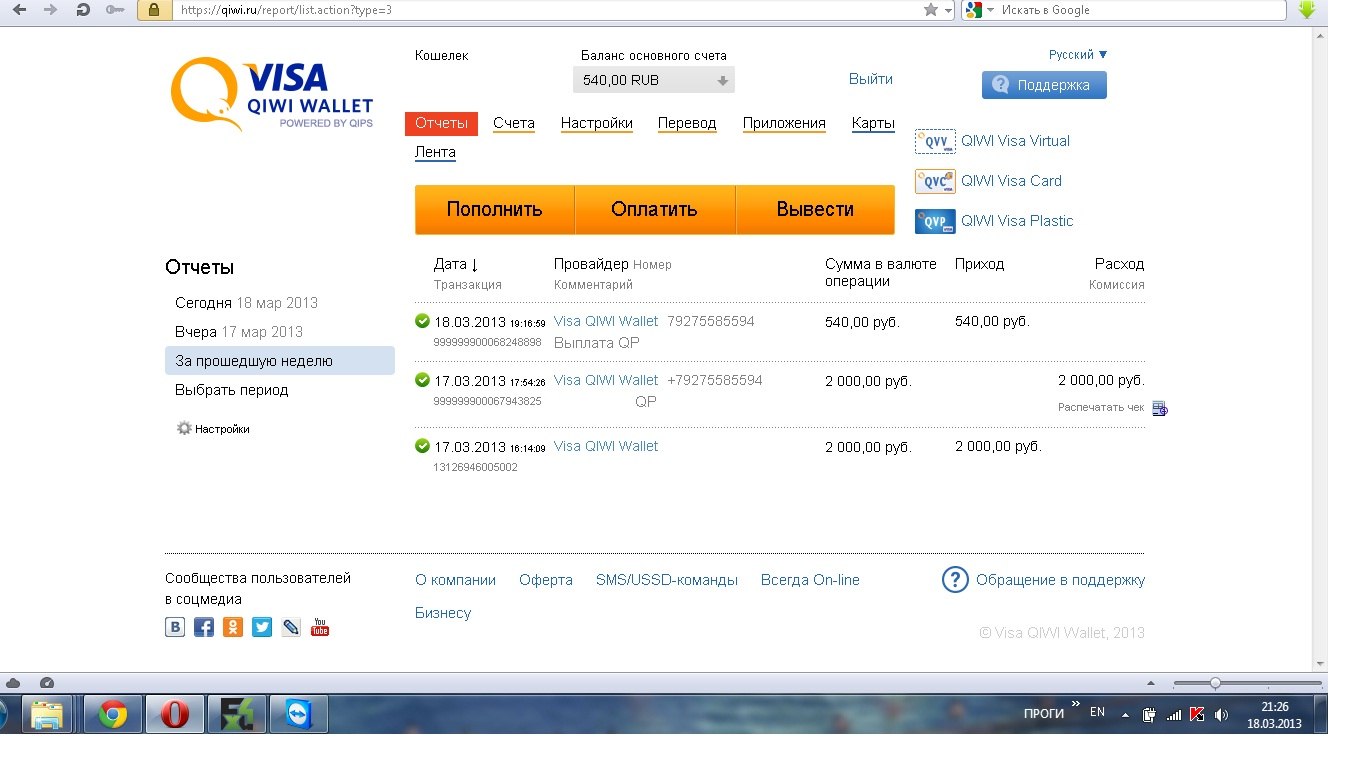 https://qiwi.ru/report/list.action?type=3
Искать в Google
VISA
QIWI WALLET
POWERED BY QIPS
Кошелек
Баланс основного счета
540,00 RUB
Выйти
Русский ▼
Поддержка
Отчеты Счета Настройки Перевод Приложения Карты
Лента
QVV QIWI Visa Virtual
QVC QIWI Visa Card
QVP QIWI Visa Plastic
Пополнить Оплатить Вывести
Отчеты
Сегодня 18 мар 2013
Вчера 17 мар 2013
За прошедшую неделю
Выбрать период
Настройки
Дата ↓ Провайдер Номер Сумма в валюте операции Приход Расход
Транзакция Комментарий Комиссия
18.03.2013 19:16:59 Visa QIWI Wallet 79275585594 540,00 руб. 540,00 руб.
999999900068248898 Выплата QP
17.03.2013 17:54:26 Visa QIWI Wallet +79275585594 2 000,00 руб. 2 000,00 руб.
999999900067943825 QP Распечатать чек
17.03.2013 16:14:09 Visa QIWI Wallet 2 000,00 руб. 2 000,00 руб.
13126946005002
Сообщества пользователей
в соцмедиа
You Tube
О компании Оферта SMS/USSD-команды Всегда On-line
Бизнесу
Обращение в поддержку
© Visa QIWI Wallet, 2013
ПРОГИ » EN
21:26
18.03.2013